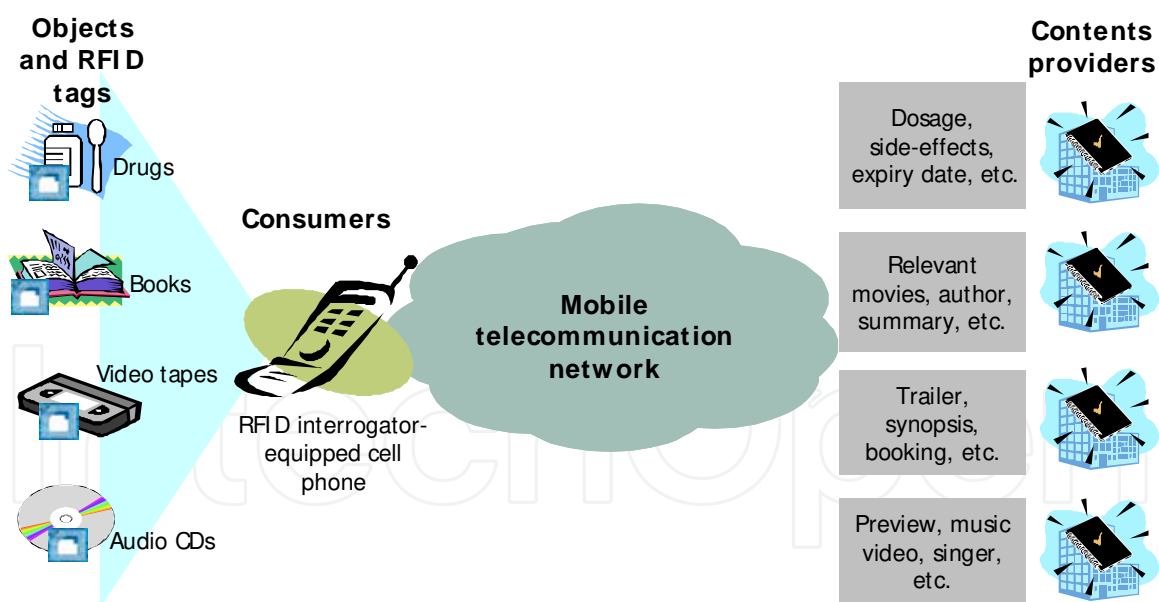 Objects
and RFID
tags
Drugs
Books
Video tapes
Audio CDs
Consumers
RFID interrogator-
equipped cell
phone
Mobile
telecommunication
network
Contents
providers
Dosage,
side-effects,
expiry date, etc.
Relevant
movies, author,
summary, etc.
Trailer,
synopsis,
booking, etc.
Preview, music
video, singer,
etc.
IntechOpen